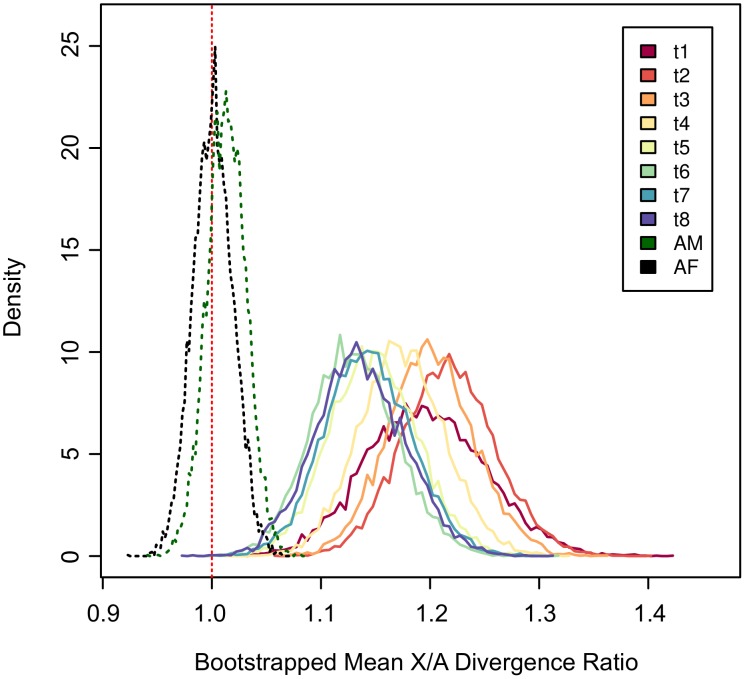 25
20
15
10
5
0
Density
t1
t2
t3
t4
t5
t6
t7
t8
AM
AF
0.9 1.0 1.1 1.2 1.3 1.4
Bootstrapped Mean X/A Divergence Ratio